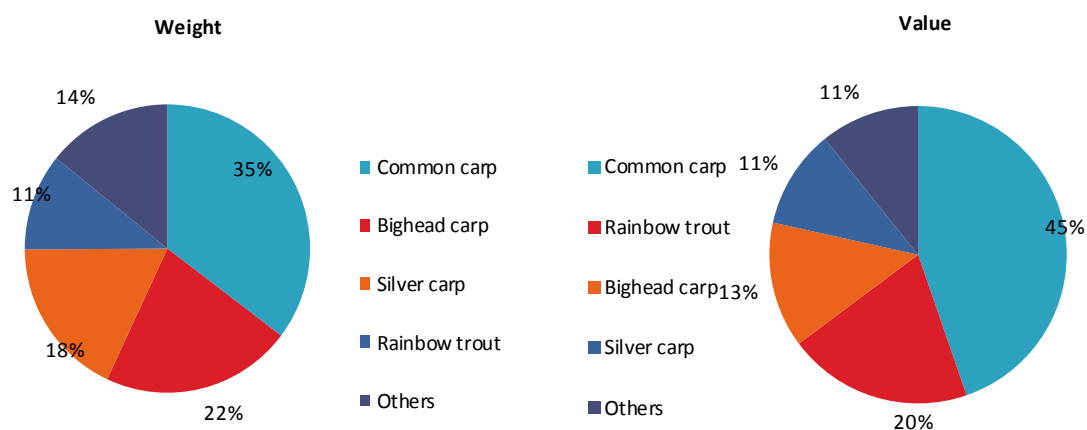 Weight
14%
35%
11%
18%
22%
Common carp
Bighead carp
Silver carp
Rainbow trout
Others
Value
Common carp
Rainbow trout
Bighead carp
Silver carp
Others
11%
11%
45%
13%
20%